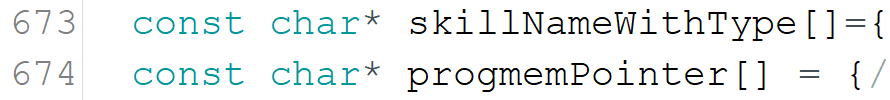 673 const char* skillNameWithType[]={
674 const char* progmemPointer[] = {/